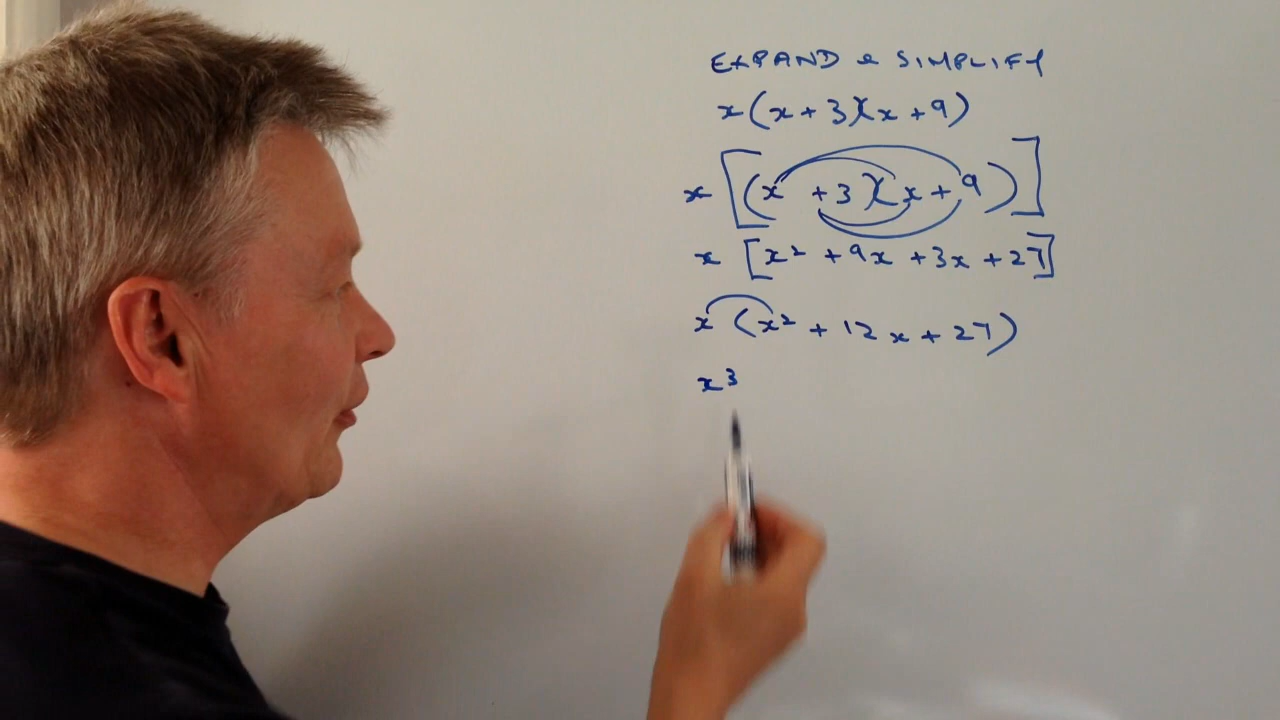 EXPAND & SIMPLIFY
x(x+3)(x+9)
x[(x +3)(x+9)]
x [x² +9x +3x +27]
x (x² + 12x + 27)
x³